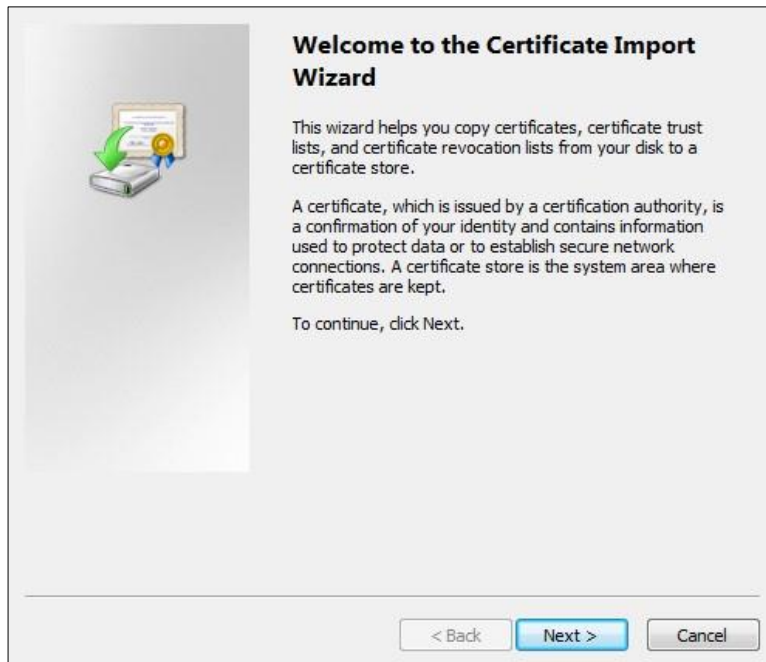 Welcome to the Certificate Import
Wizard
This wizard helps you copy certificates, certificate trust
lists, and certificate revocation lists from your disk to a
certificate store.
A certificate, which is issued by a certification authority, is
a confirmation of your identity and contains information
used to protect data or to establish secure network
connections. A certificate store is the system area where
certificates are kept.
To continue, click Next.
< Back
Next >
Cancel